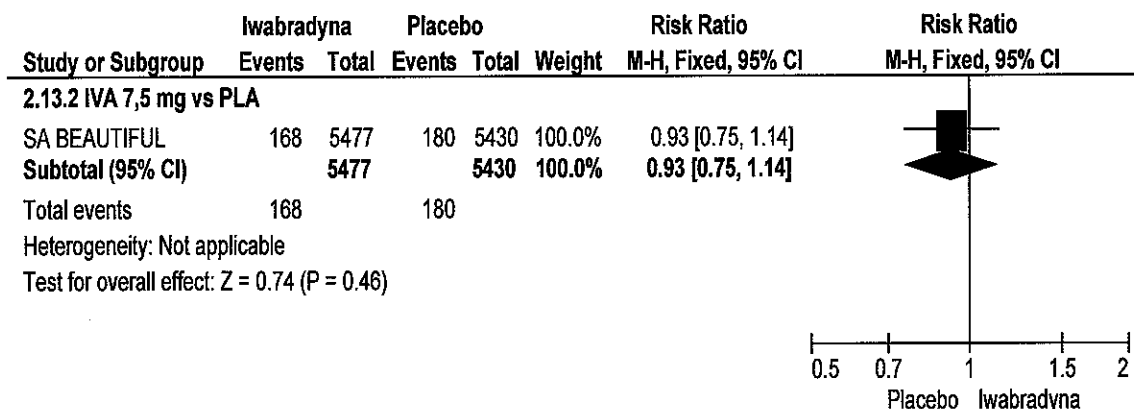 Iwabradyna Placebo Risk Ratio Risk Ratio
Study or Subgroup Events Total Events Total Weight M-H, Fixed, 95% CI M-H, Fixed, 95% CI
2.13.2 IVA 7,5 mg vs PLA
SA BEAUTIFUL 168 5477 180 5430 100.0% 0.93 [0.75, 1.14]
Subtotal (95% CI) 5477 5430 100.0% 0.93 [0.75, 1.14]
Total events 168 180
Heterogeneity: Not applicable
Test for overall effect: Z = 0.74 (P = 0.46)
0.5 0.7 1 1.5 2
Placebo Iwabradyna